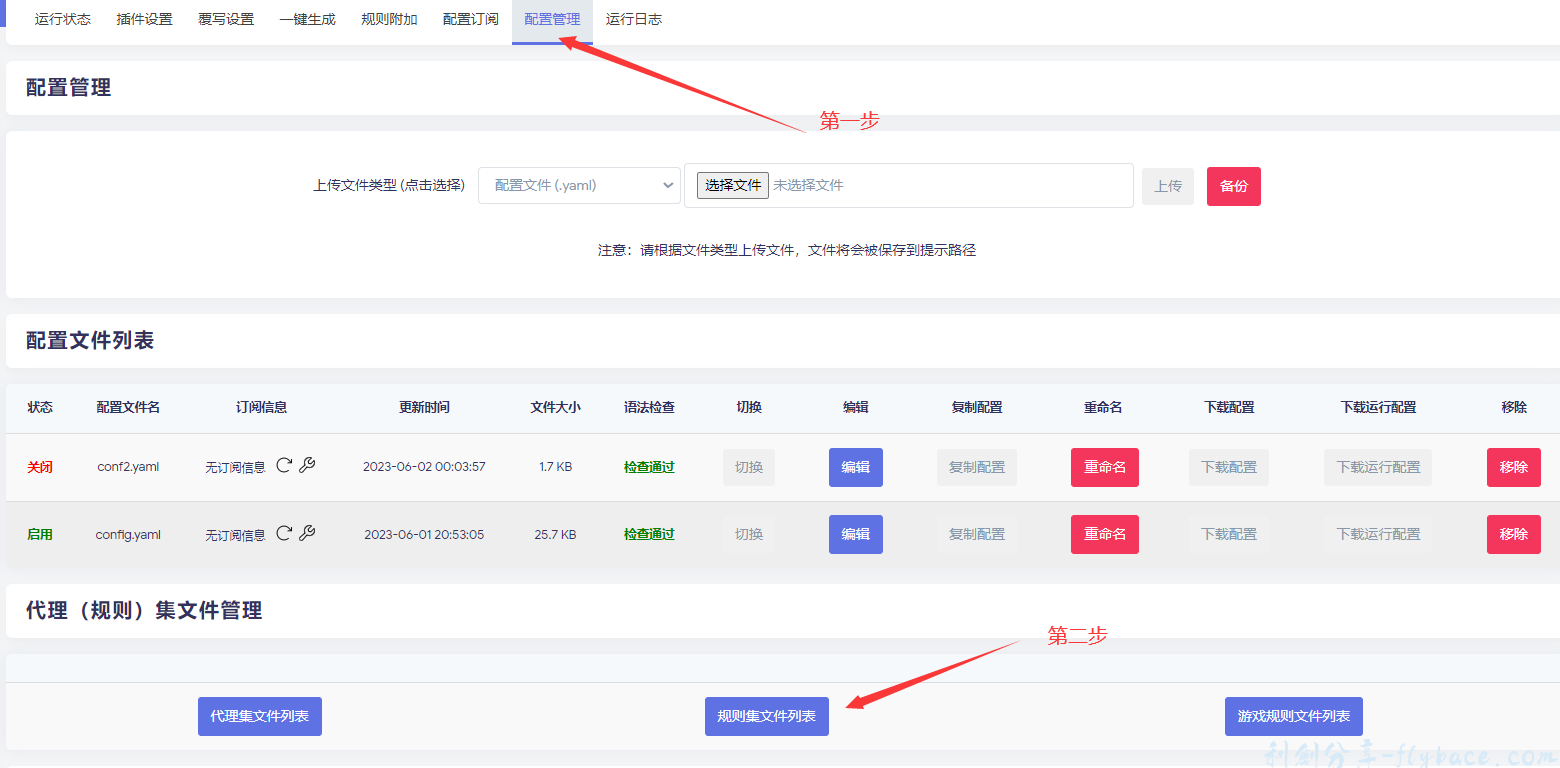 运行状态 插件设置 覆写设置 一键生成 规则附加 配置订阅 配置管理 运行日志
配置管理
第一步
上传文件类型 (点击选择) 配置文件 (.yaml) 选择文件 未选择文件 上传 备份
注意：请根据文件类型上传文件，文件将会被保存到提示路径
配置文件列表
状态 配置文件名 订阅信息 更新时间 文件大小 语法检查 切换 编辑 复制配置 重命名 下载配置 下载运行配置 移除
关闭 conf2.yaml 无订阅信息 2023-06-02 00:03:57 1.7 KB 检查通过 切换 编辑 复制配置 重命名 下载配置 下载运行配置 移除
启用 config.yaml 无订阅信息 2023-06-01 20:53:05 25.7 KB 检查通过 切换 编辑 复制配置 重命名 下载配置 下载运行配置 移除
代理（规则）集文件管理
第二步
代理集文件列表 规则集文件列表 游戏规则文件列表
利剑分享-flybace.com